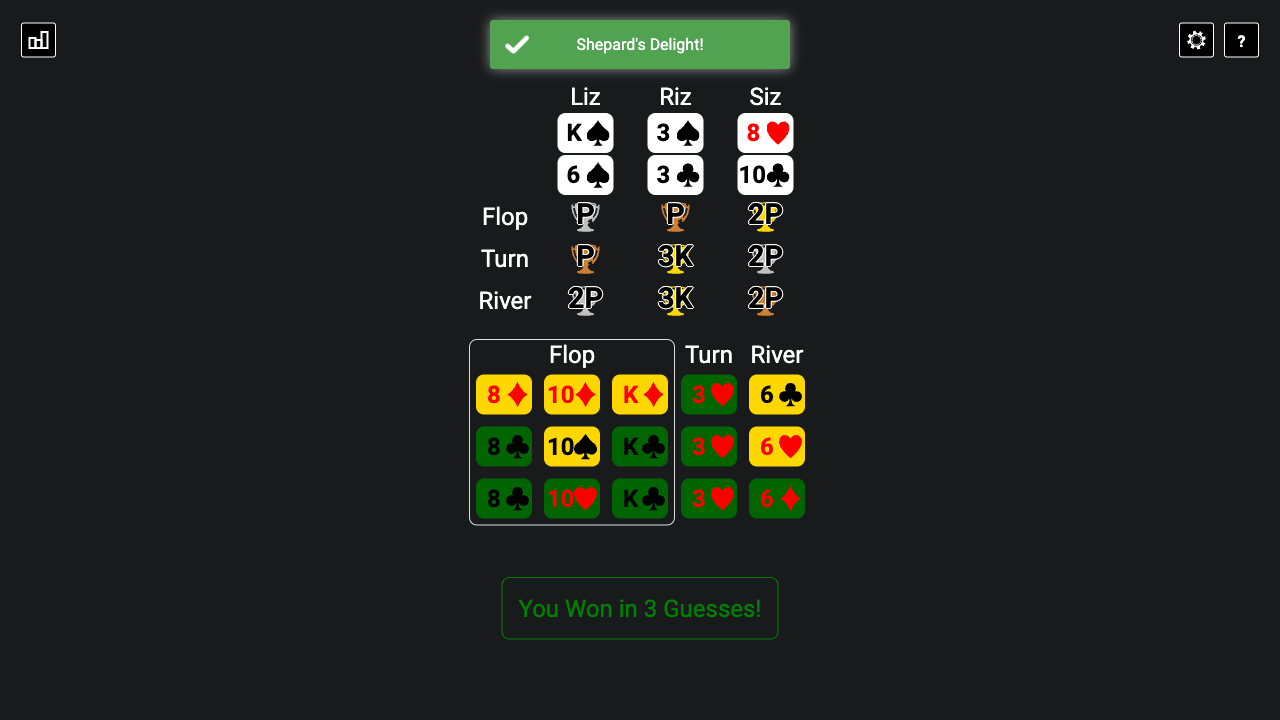 Shepard's Delight!
?
Liz Riz Siz
K♠ 3♠ 8♥
6♠ 3♣ 10♣
Flop P P 2P
Turn P 3K 2P
River 2P 3K 2P
Flop Turn River
8♦ 10♦ K♦ 3♥ 6♣
8♣ 10♠ K♣ 3♥ 6♥
8♣ 10♥ K♣ 3♥ 6♦
You Won in 3 Guesses!